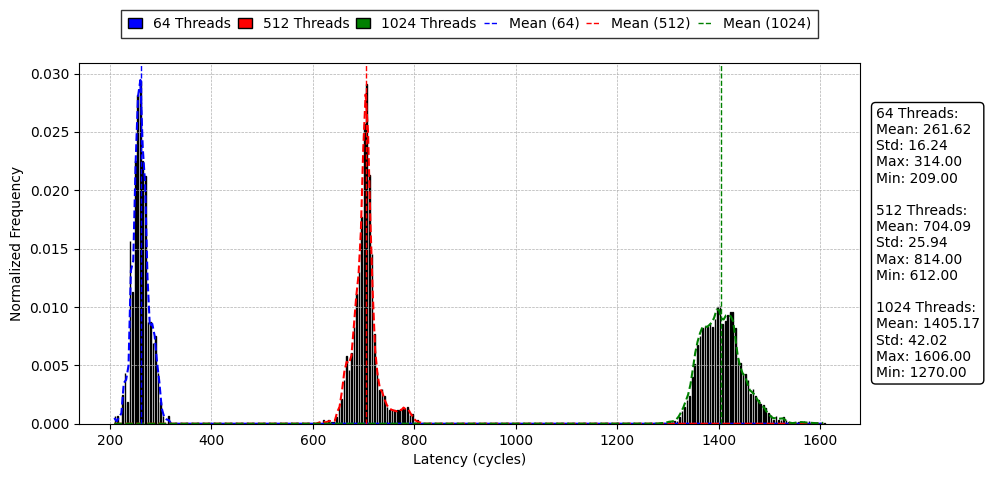 64 Threads 512 Threads 1024 Threads Mean (64) Mean (512) Mean (1024)
0.030
0.025
0.020
0.015
0.010
0.005
0.000
Normalized Frequency
200 400 600 800 1000 1200 1400 1600
Latency (cycles)
64 Threads:
Mean: 261.62
Std: 16.24
Max: 314.00
Min: 209.00
512 Threads:
Mean: 704.09
Std: 25.94
Max: 814.00
Min: 612.00
1024 Threads:
Mean: 1405.17
Std: 42.02
Max: 1606.00
Min: 1270.00